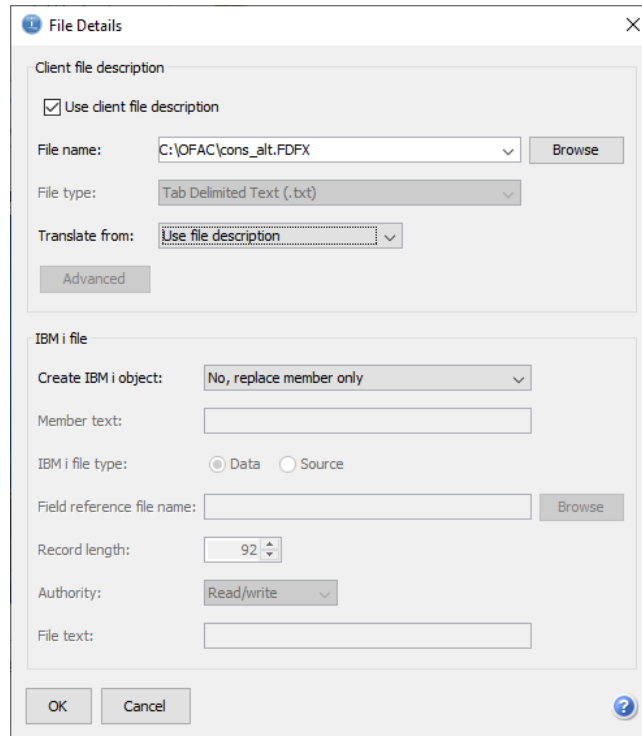 File Details
Client file description
Use client file description
File name: C:\OFAC\cons_alt.FDFX Browse
File type: Tab Delimited Text (.txt)
Translate from: Use file description
Advanced
IBM i file
Create IBM i object: No, replace member only
Member text:
IBM i file type: Data Source
Field reference file name: Browse
Record length: 92
Authority: Read/write
File text:
OK Cancel ?